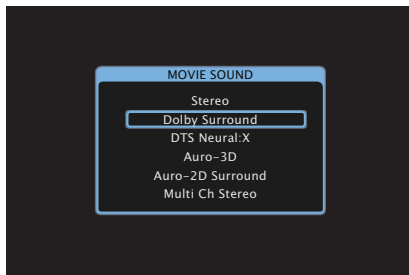 MOVIE SOUND
Stereo
Dolby Surround
DTS Neural:X
Auro-3D
Auro-2D Surround
Multi Ch Stereo